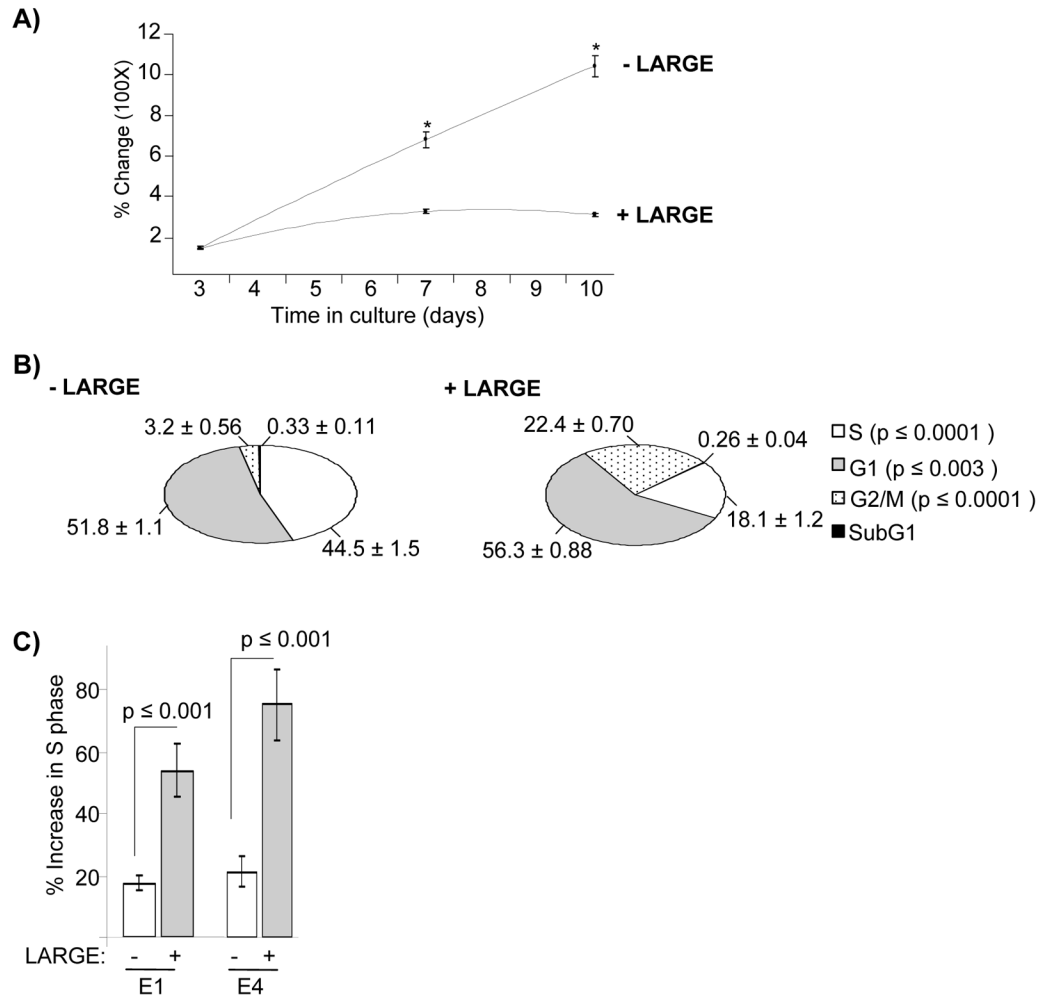 A)
% Change (100X)
12
10
8
6
4
2
*
*
- LARGE
+ LARGE
3 4 5 6 7 8 9 10
Time in culture (days)
B)
- LARGE
3.2 ± 0.56
0.33 ± 0.11
51.8 ± 1.1
44.5 ± 1.5
+ LARGE
22.4 ± 0.70
0.26 ± 0.04
18.1 ± 1.2
56.3 ± 0.88
S (p ≤ 0.0001 )
G1 (p ≤ 0.003 )
G2/M (p ≤ 0.0001 )
SubG1
C)
% Increase in S phase
80
60
40
20
p ≤ 0.001
p ≤ 0.001
LARGE: - + - +
E1 E4